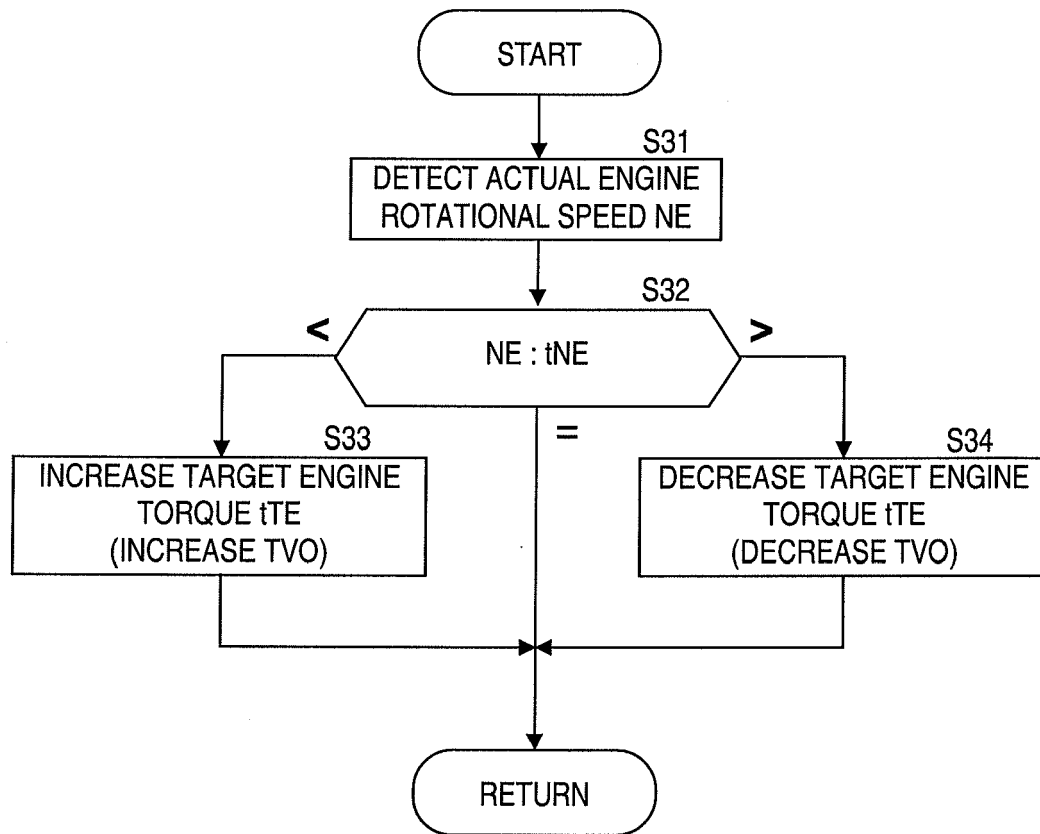 START
S31
DETECT ACTUAL ENGINE
ROTATIONAL SPEED NE
S32
<
>
NE : tNE
=
S33
INCREASE TARGET ENGINE
TORQUE tTE
(INCREASE TVO)
S34
DECREASE TARGET ENGINE
TORQUE tTE
(DECREASE TVO)
RETURN